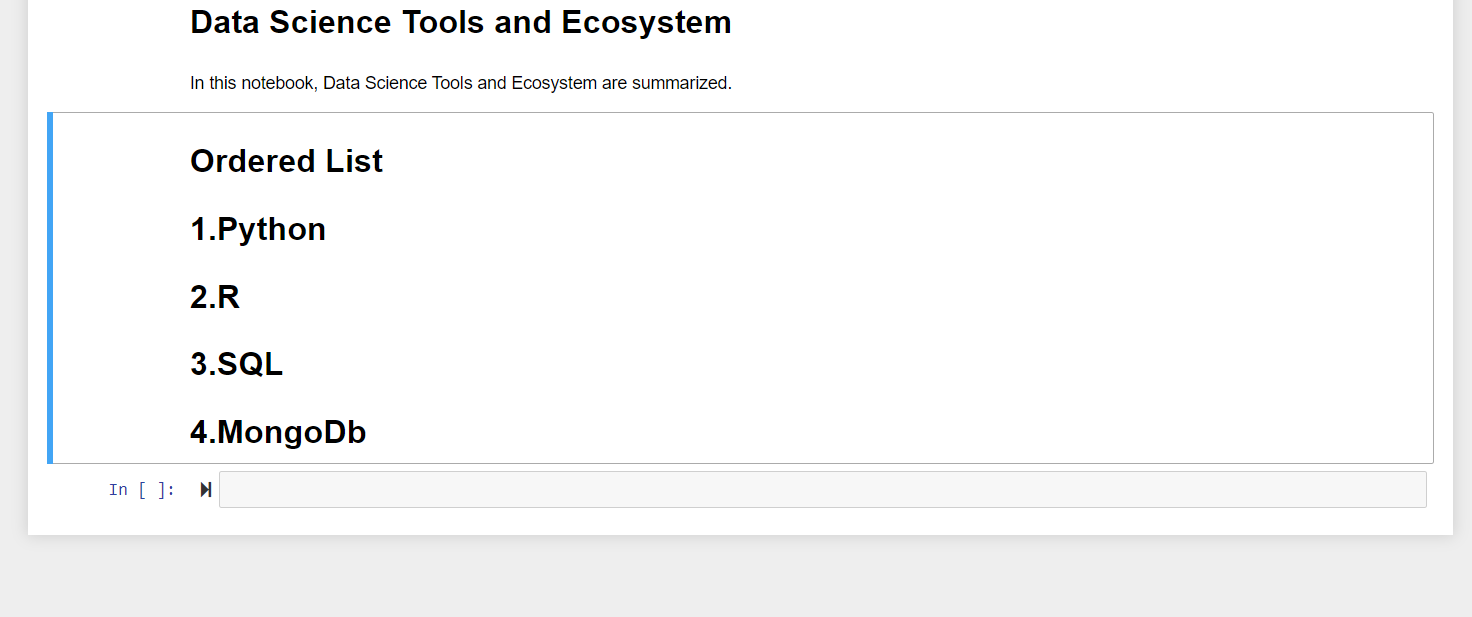 Data Science Tools and Ecosystem
In this notebook, Data Science Tools and Ecosystem are summarized.
Ordered List
1.Python
2.R
3.SQL
4.MongoDb
In [ ]: